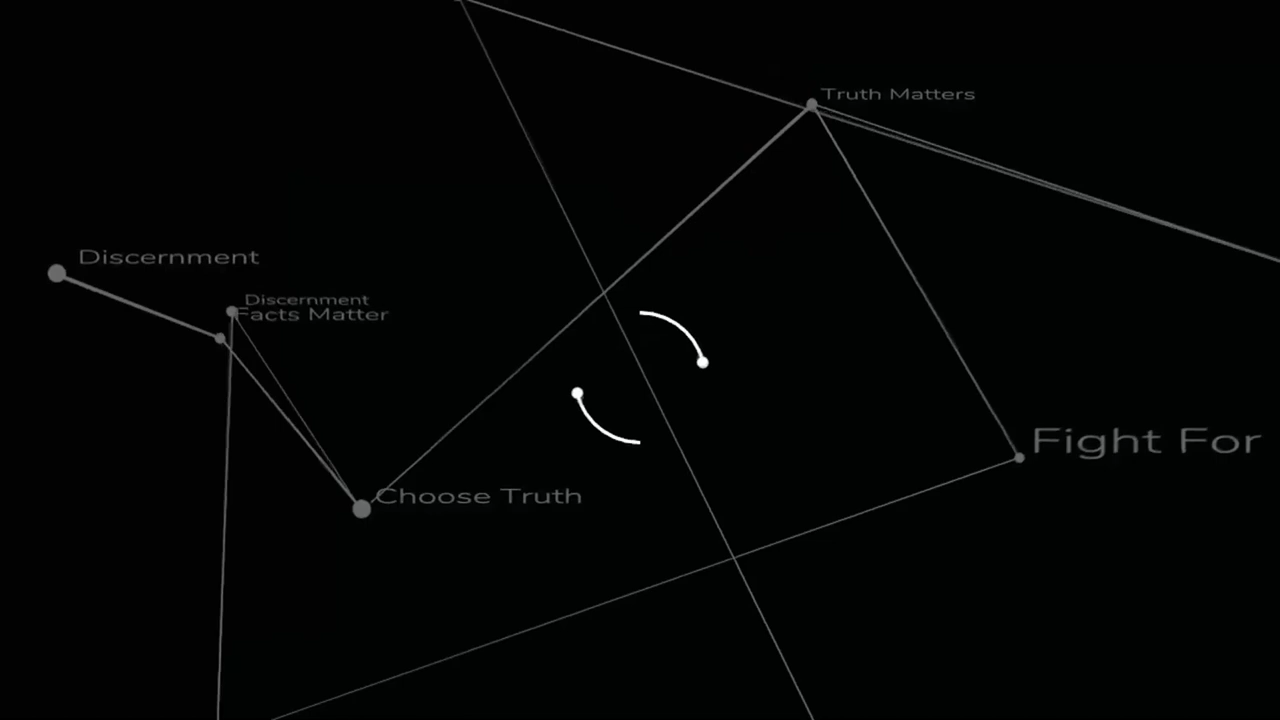 Truth Matters
Discernment
Discernment
Facts Matter
Fight For
Choose Truth